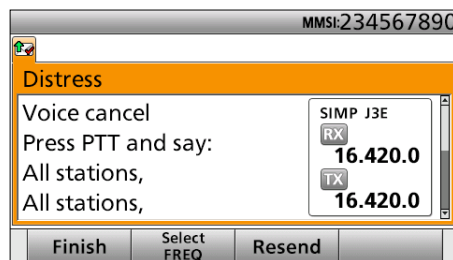 MMSI:234567890
Distress
Voice cancel
Press PTT and say:
All stations,
All stations,
SIMP J3E
RX
16.420.0
TX
16.420.0
Finish
Select
FREQ
Resend